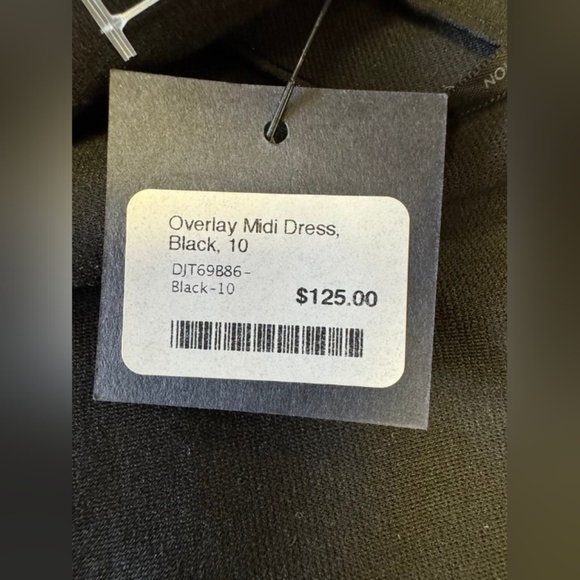 Overlay Midi Dress,
Black, 10
DJT69B86-
Black-10
$125.00